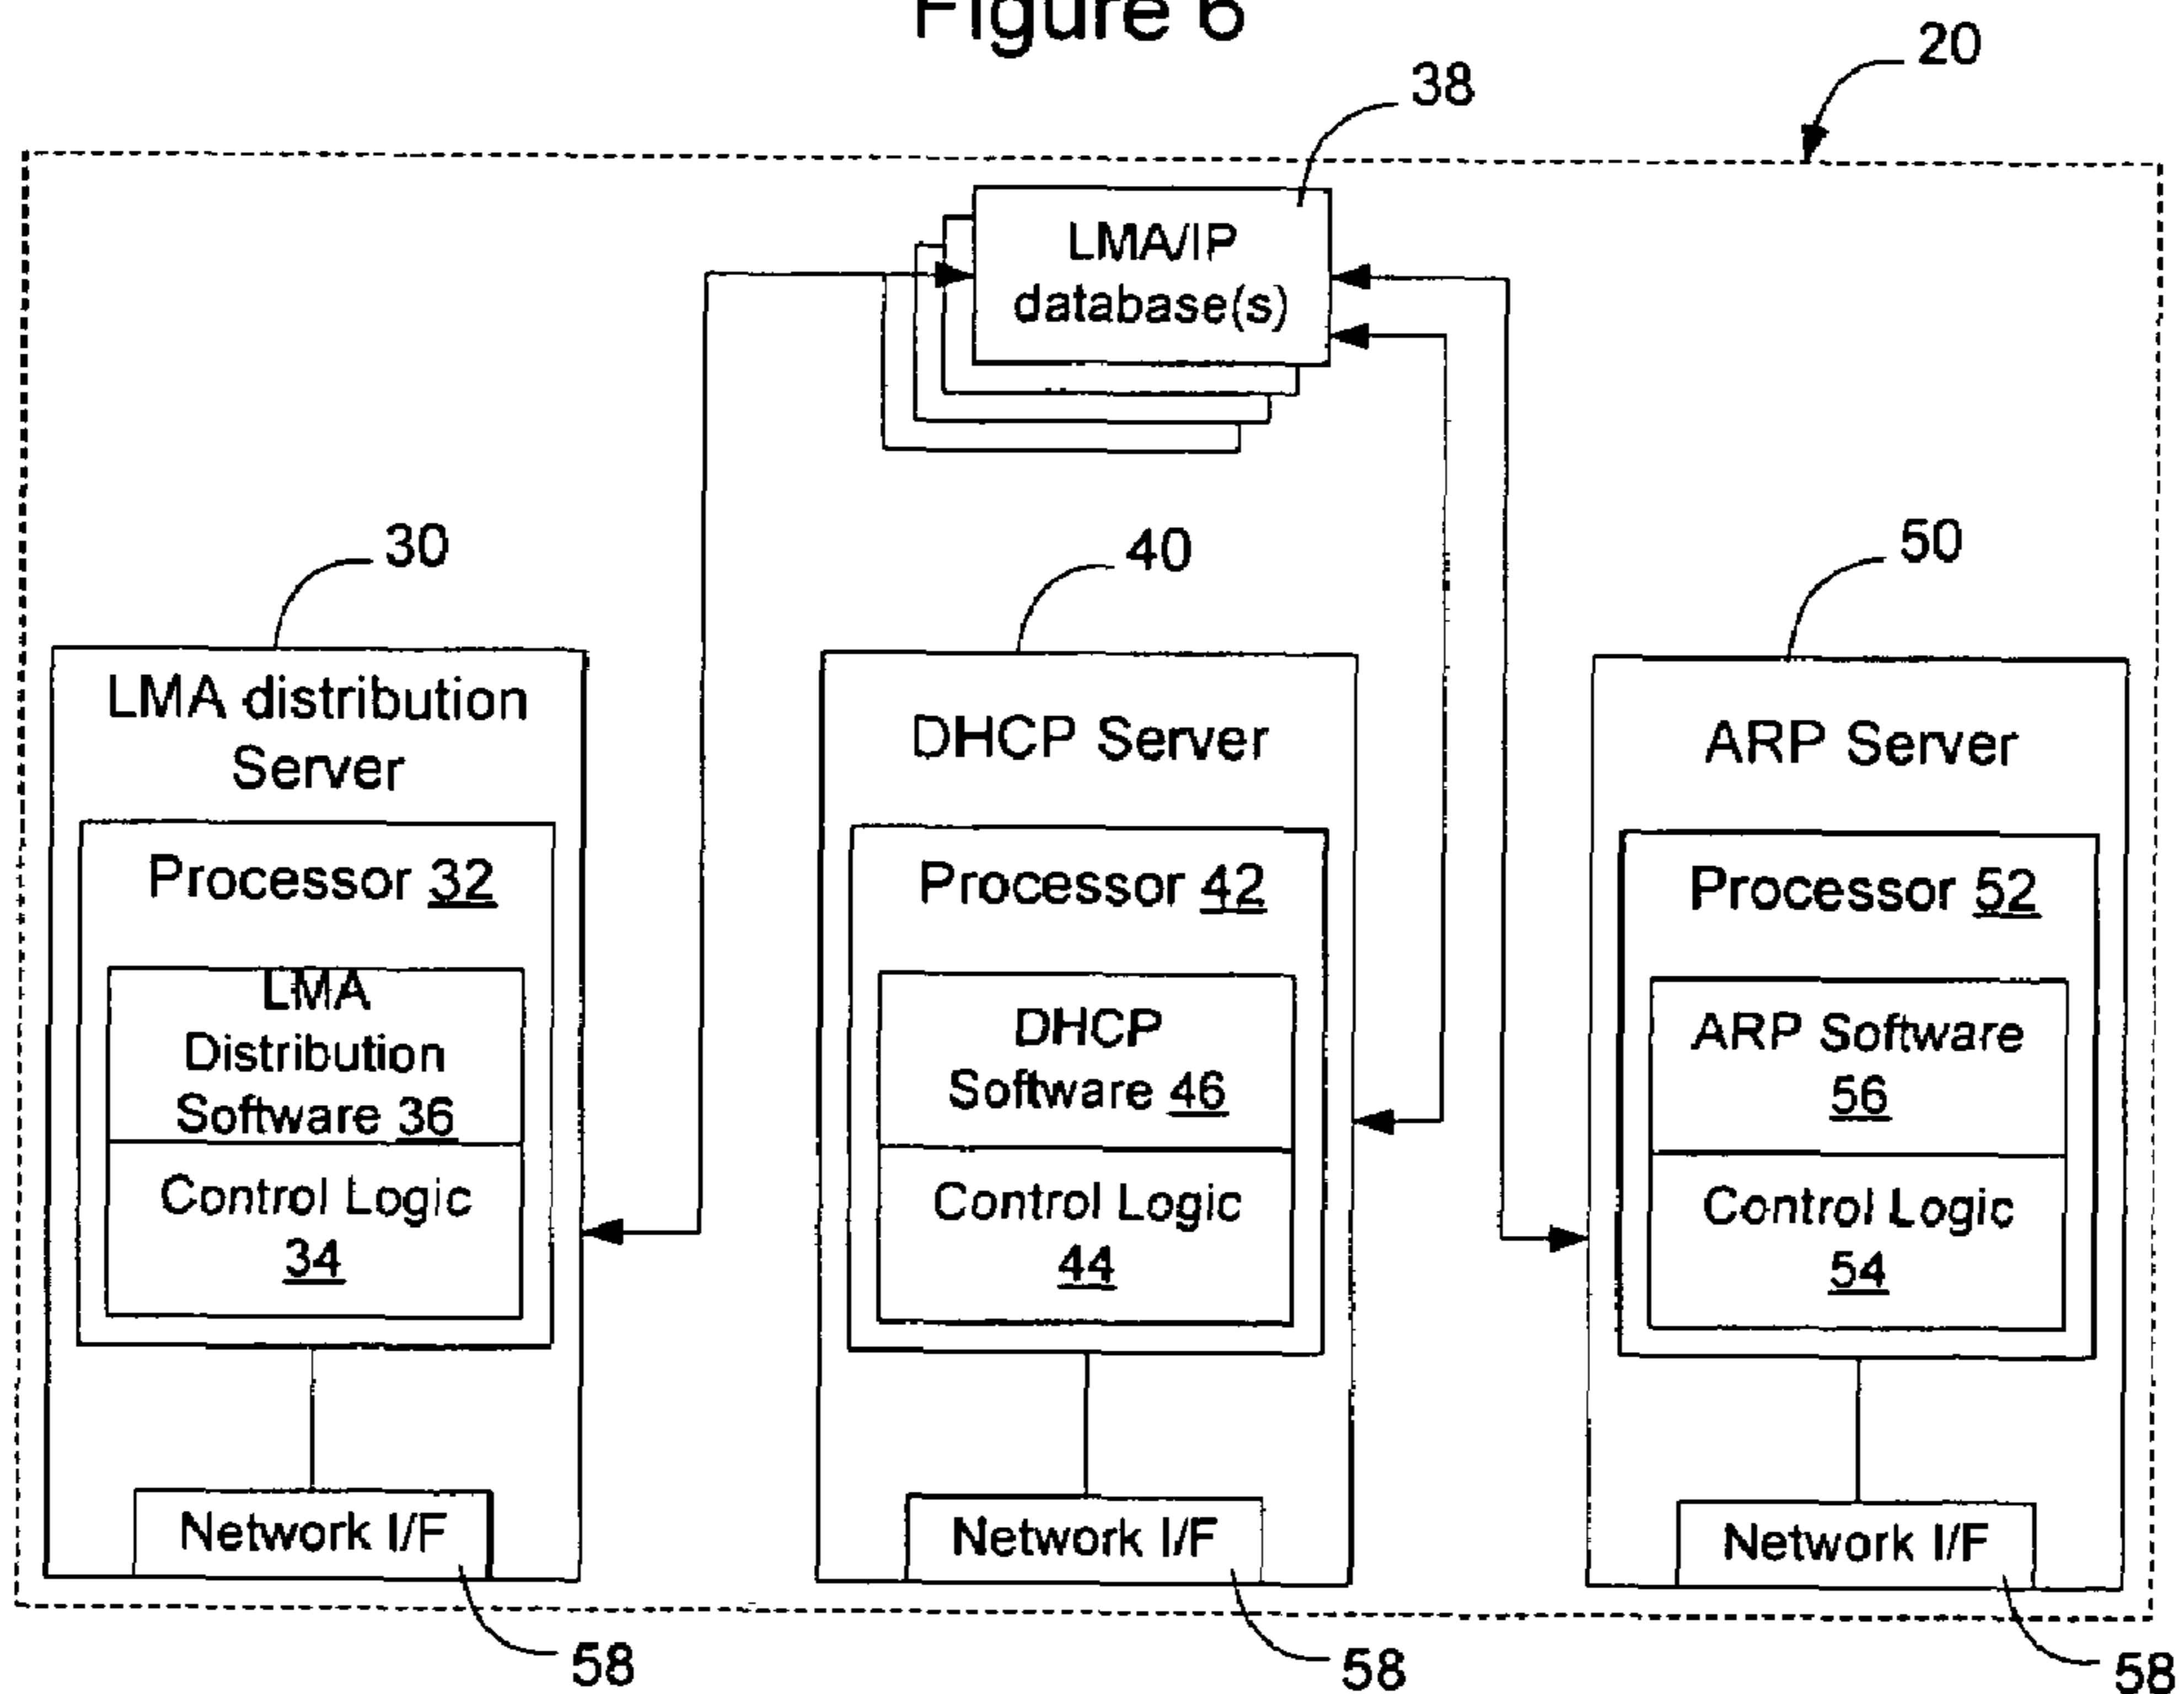 Figure 6
20
38
LMA/IP
database(s)
30
40
50
LMA distribution
Server
DHCP Server
ARP Server
Processor 32
Processor 42
Processor 52
LMA
Distribution
Software 36
DHCP
Software 46
ARP Software
56
Control Logic
34
Control Logic
44
Control Logic
54
Network I/F
Network I/F
Network I/F
58
58
58